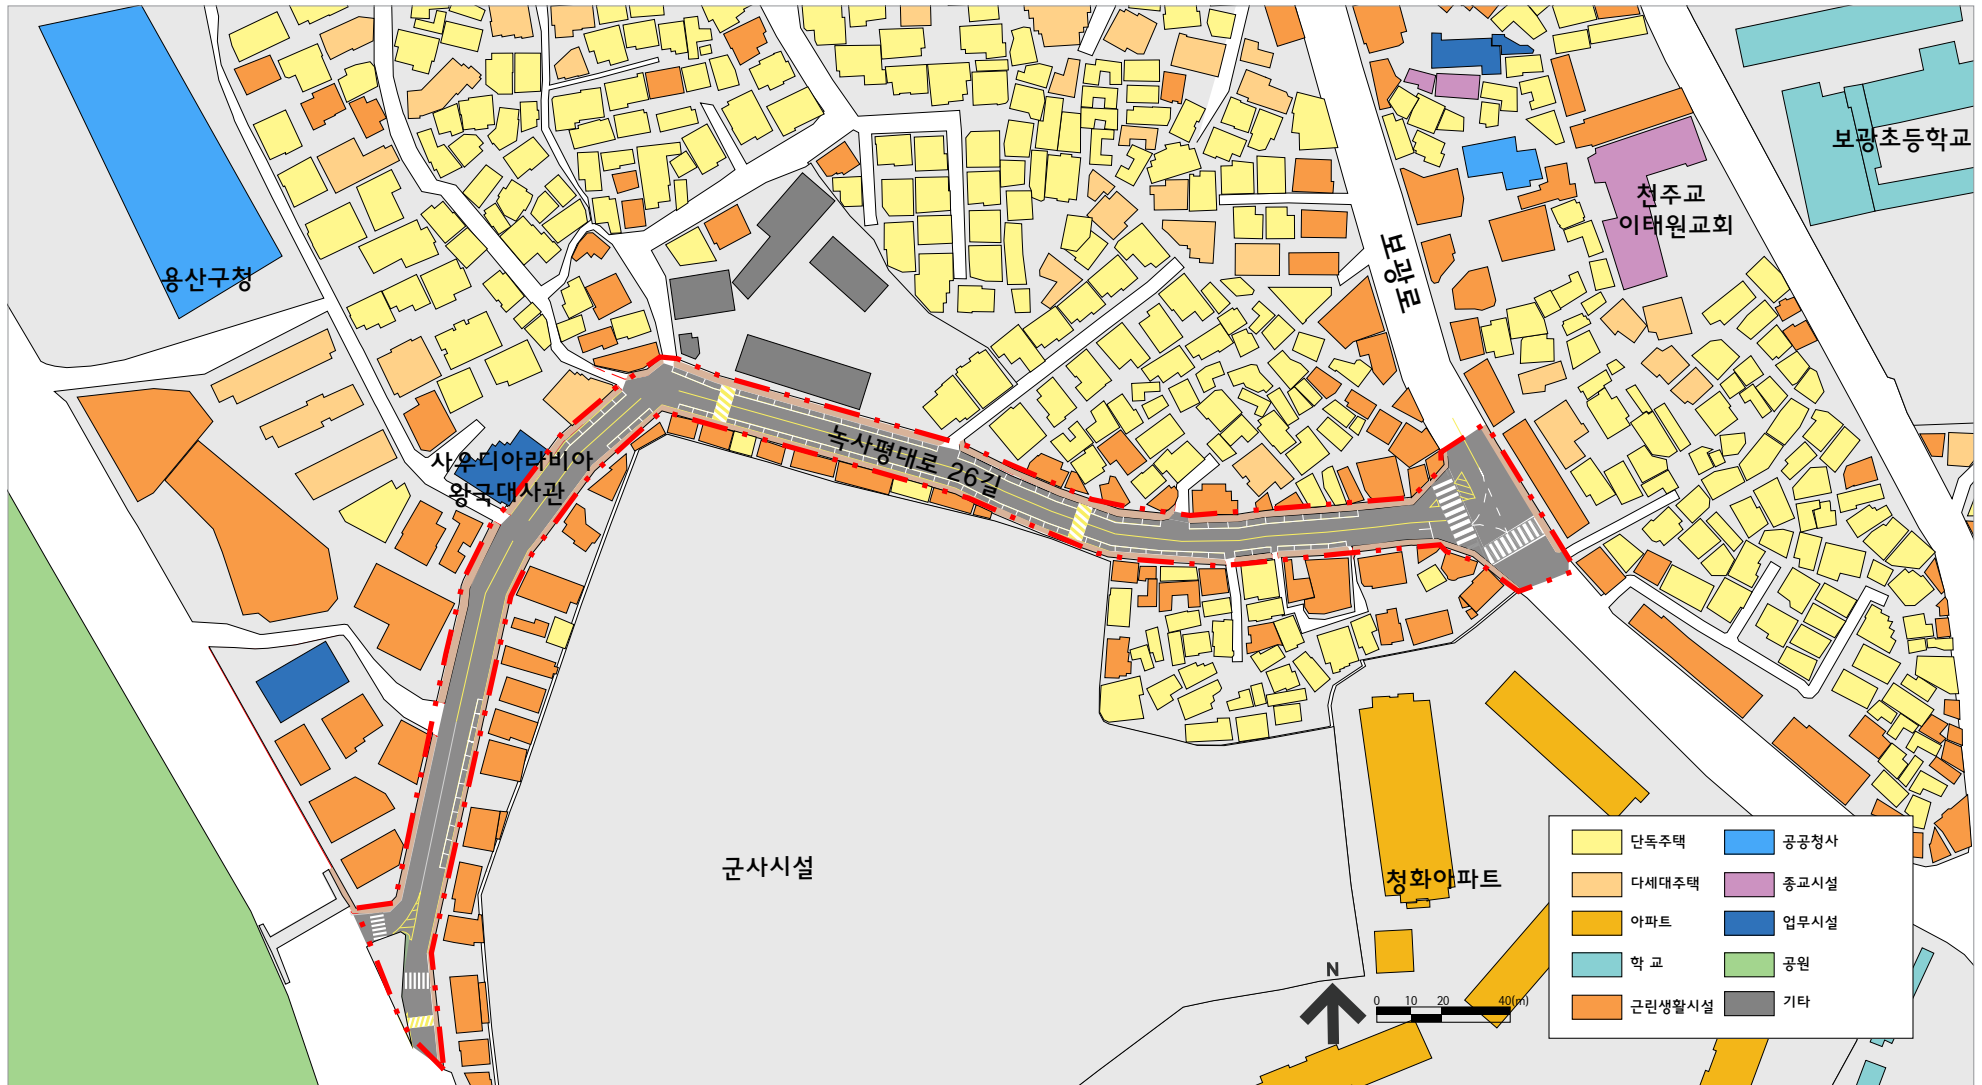 보광초등학교
천주교
이태원교회
보광로
용산구청
녹사평대로 26길
사우디아라비아
왕국대사관
군사시설
청화아파트
N
0 10 20 40(m)
단독주택
다세대주택
아파트
학 교
근린생활시설
공공청사
종교시설
업무시설
공원
기타